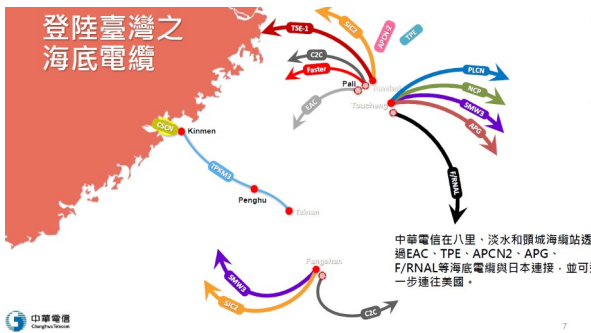 登陸臺灣之
海底電纜
TSE-1
SJC2
APCN-2
TPE
C2C
Faster
EAC
Pali
Tamshui
Toucheng
PLCN
NCP
SMW3
APG
F/RNAL
CSCN
Kinmen
TPKM3
Penghu
Tainan
Fangshan
SMW3
SJC2
C2C
中華電信在八里、淡水和頭城海纜站透
過EAC、TPE、APCN2、APG、
F/RNAL等海底電纜與日本連接，並可
一步連往美國。
中華電信
Chunghwa Telecom
7